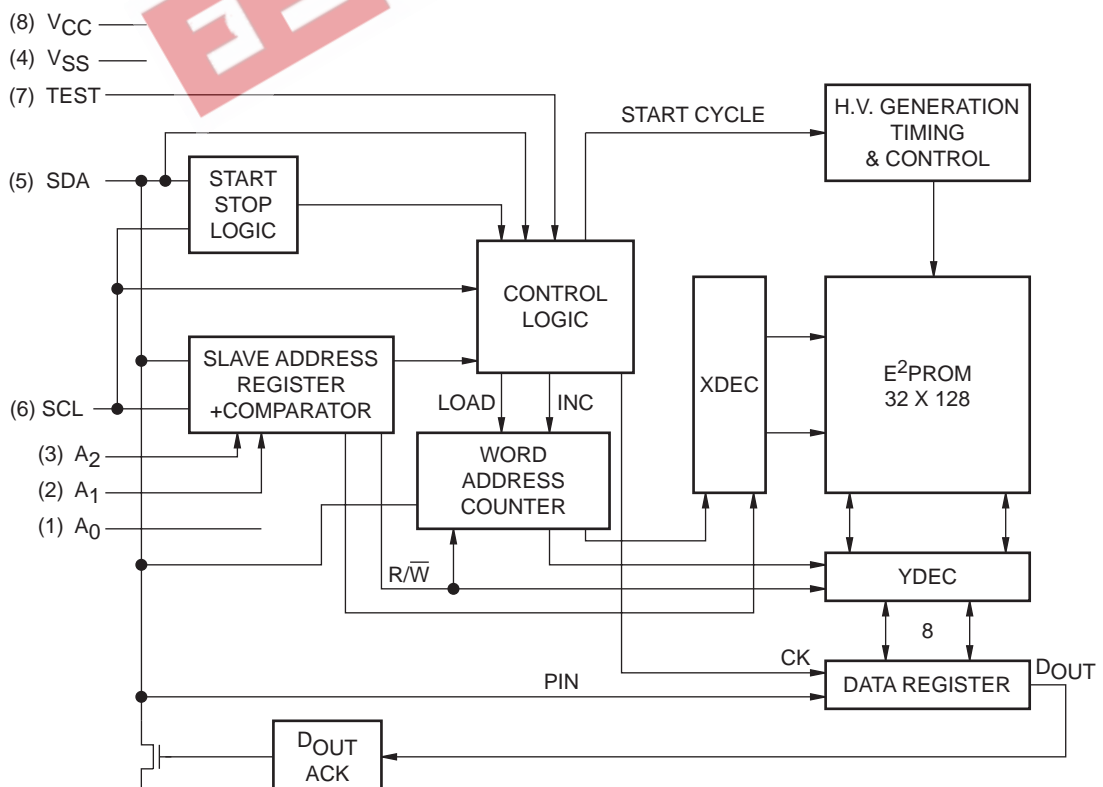 (8) VCC
(4) VSS
(7) TEST
START CYCLE
H.V. GENERATION
TIMING
& CONTROL
(5) SDA
START
STOP
LOGIC
CONTROL
LOGIC
SLAVE ADDRESS
REGISTER
+COMPARATOR
XDEC
E²PROM
32 X 128
(6) SCL
LOAD
INC
(3) A2
(2) A1
(1) A0
WORD
ADDRESS
COUNTER
R/W̅
YDEC
8
CK
PIN
DATA REGISTER
DOUT
DOUT
ACK